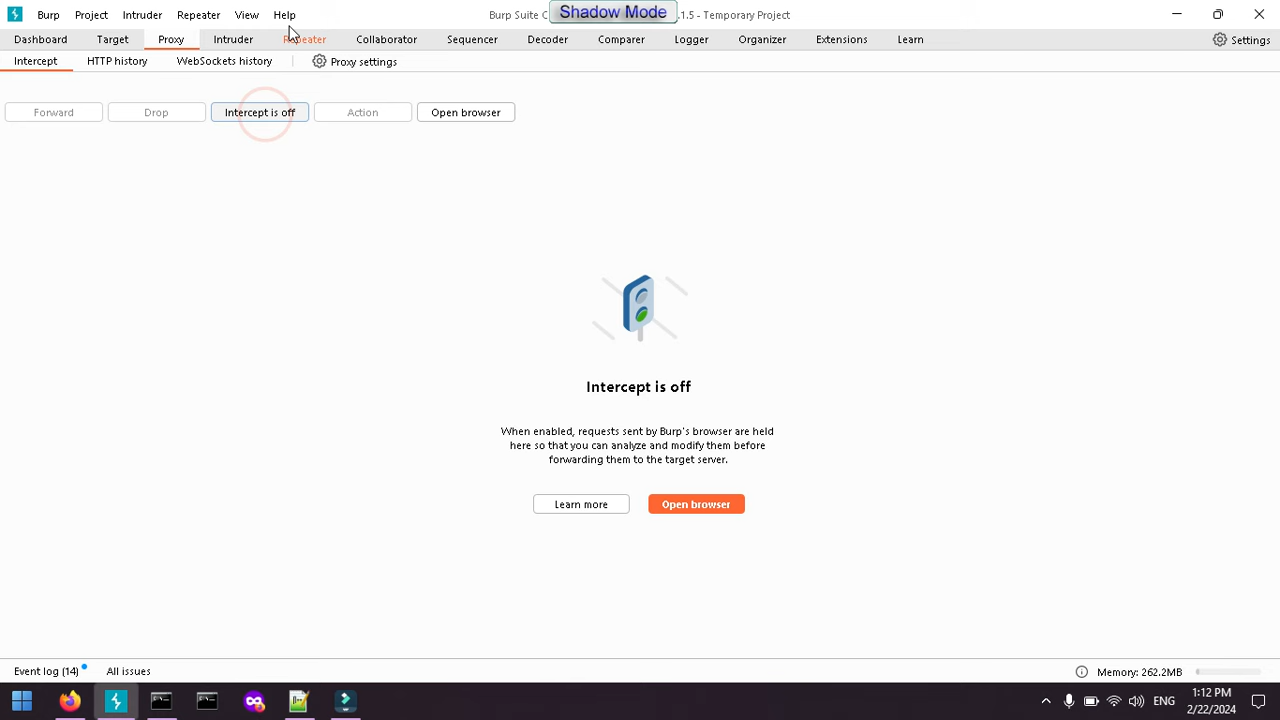 Burp Project Intruder Repeater View Help Burp Suite C Shadow Mode .1.5 - Temporary Project
Dashboard Target Proxy Intruder Repeater Collaborator Sequencer Decoder Comparer Logger Organizer Extensions Learn Settings
Intercept HTTP history WebSockets history Proxy settings
Forward Drop Intercept is off Action Open browser
Intercept is off
When enabled, requests sent by Burp's browser are held
here so that you can analyze and modify them before
forwarding them to the target server.
Learn more Open browser
Event log (14) All issues Memory: 262.2MB
ENG 1:12 PM
2/22/2024